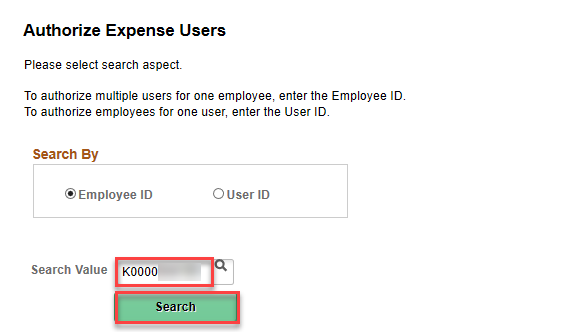 Authorize Expense Users
Please select search aspect.
To authorize multiple users for one employee, enter the Employee ID.
To authorize employees for one user, enter the User ID.
Search By
Employee ID
User ID
Search Value K0000
Search